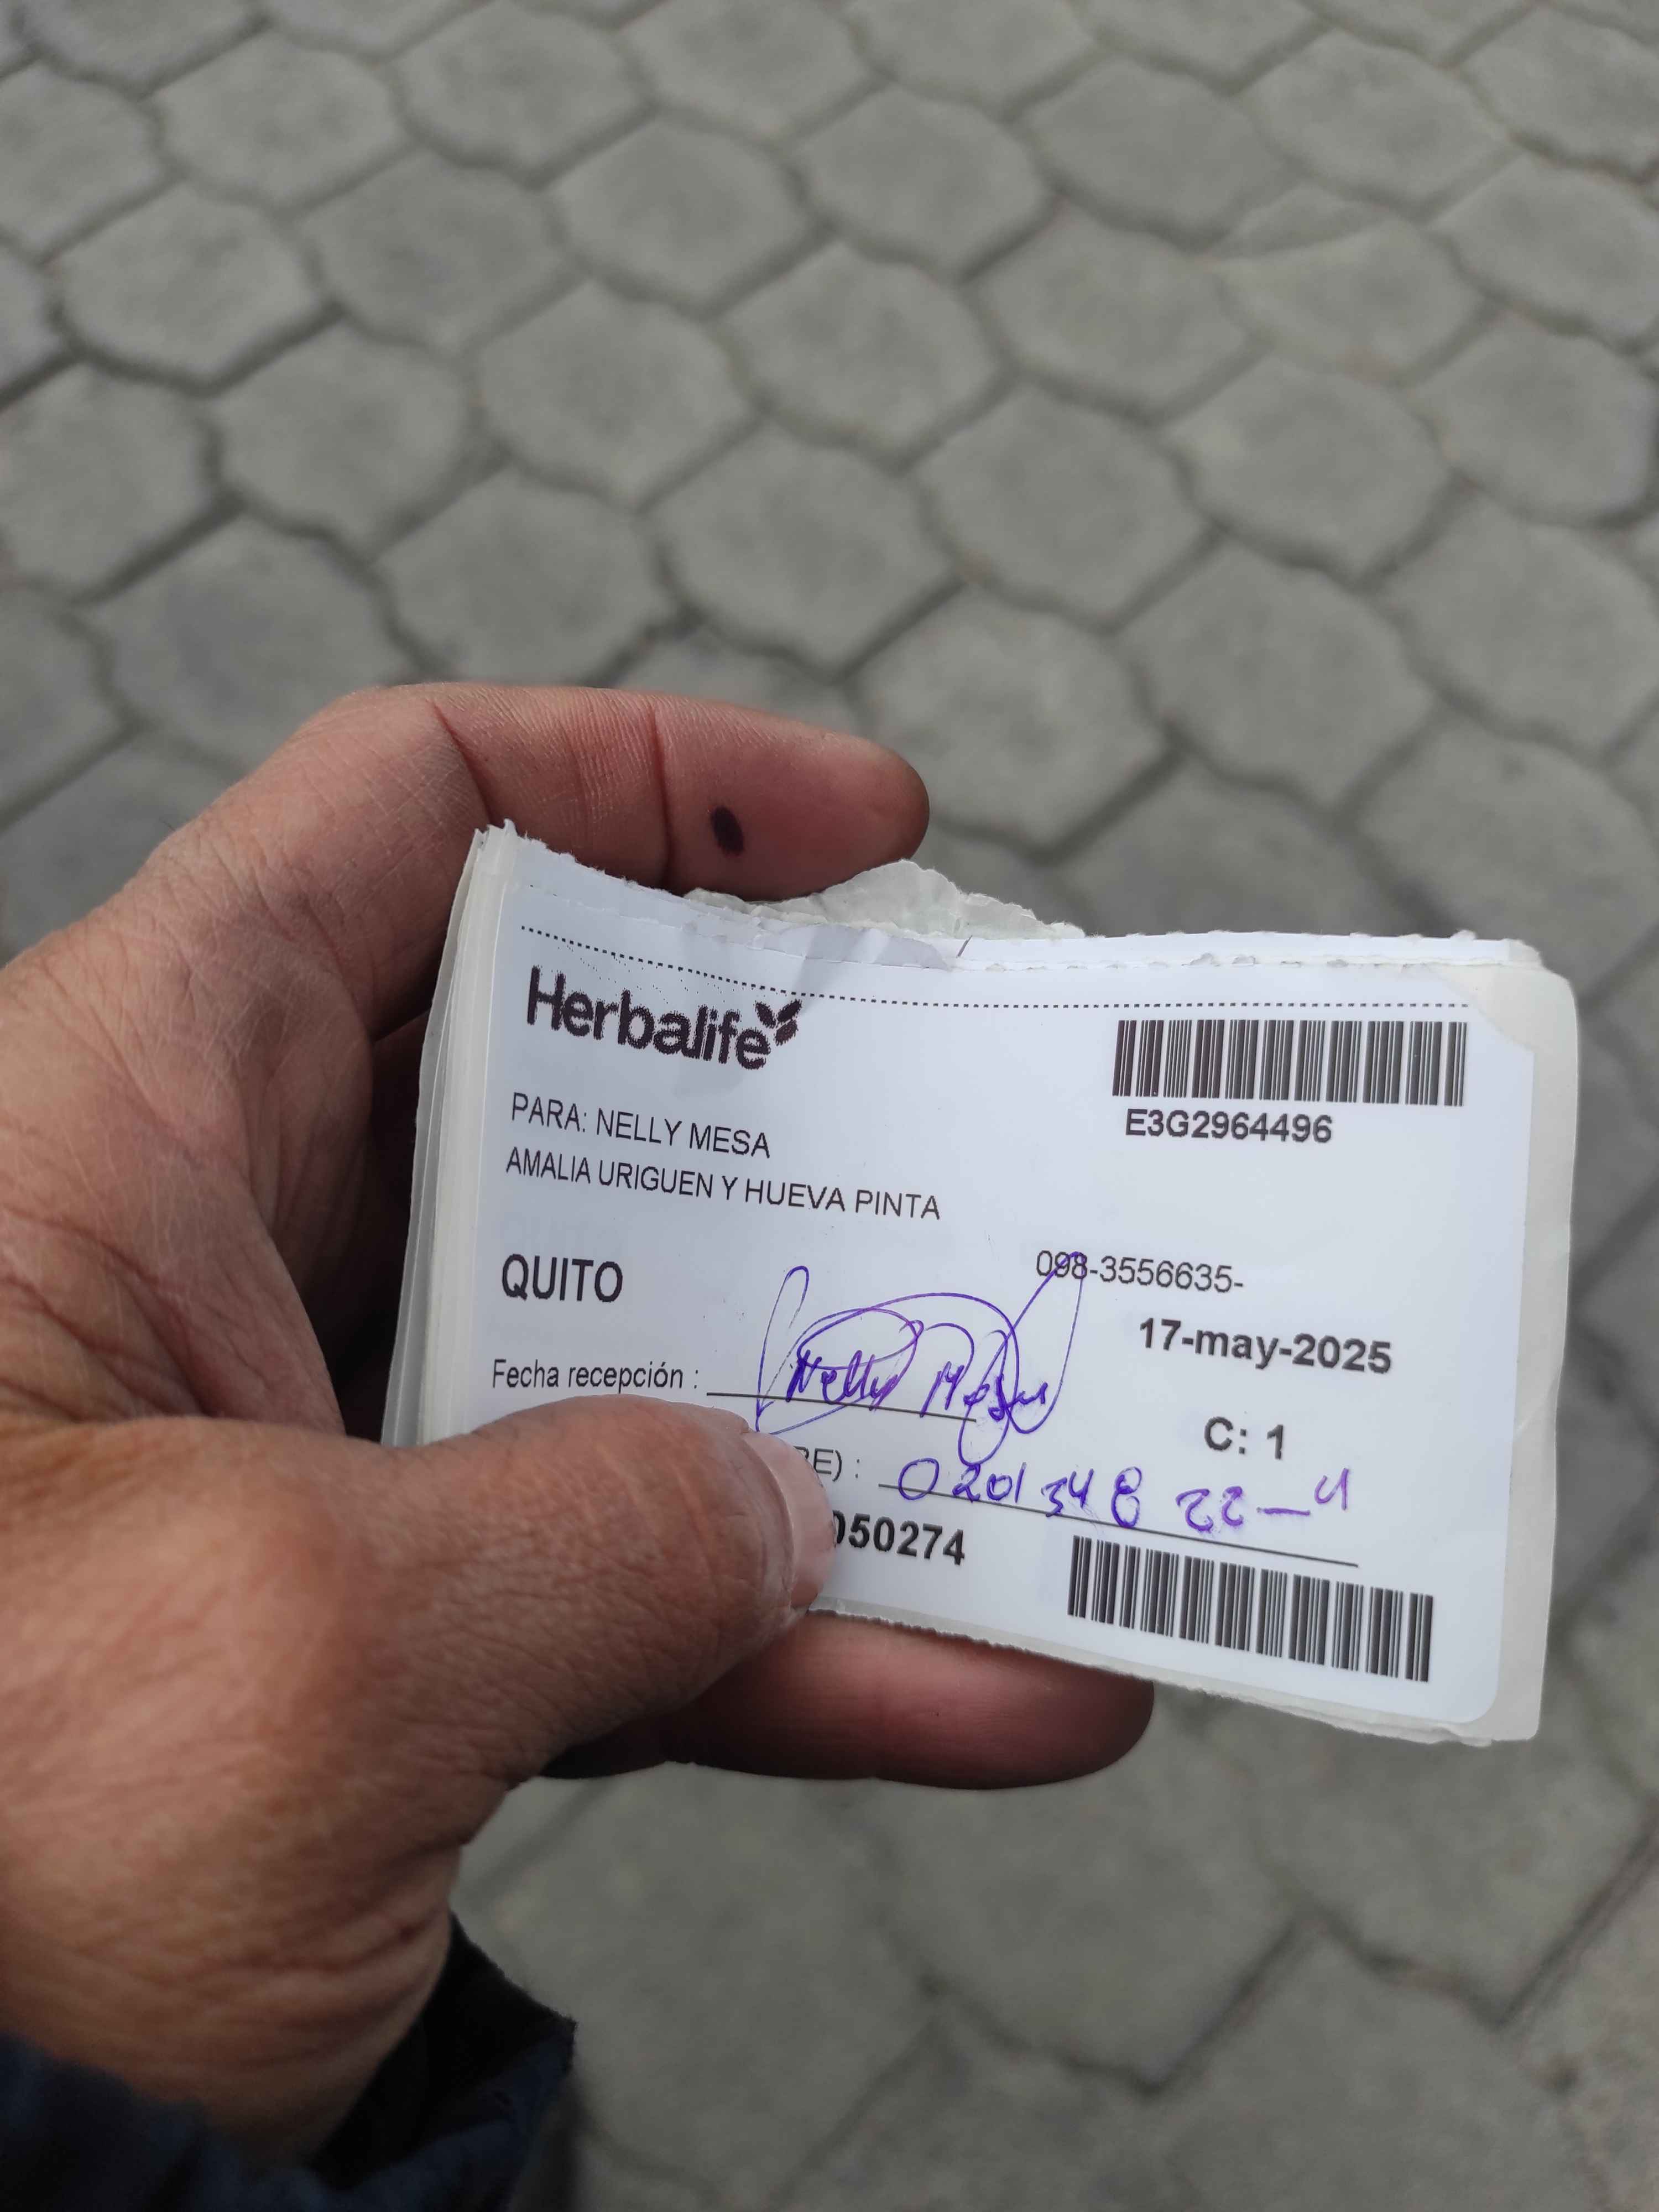 Herbalife
E3G2964496
PARA: NELLY MESA
AMALIA URIGUEN Y HUEVA PINTA
098-3556635-
QUITO
17-may-2025
Fecha recepción :
Nelly Mesa
C: 1
BE) :
0201348 22-4
050274